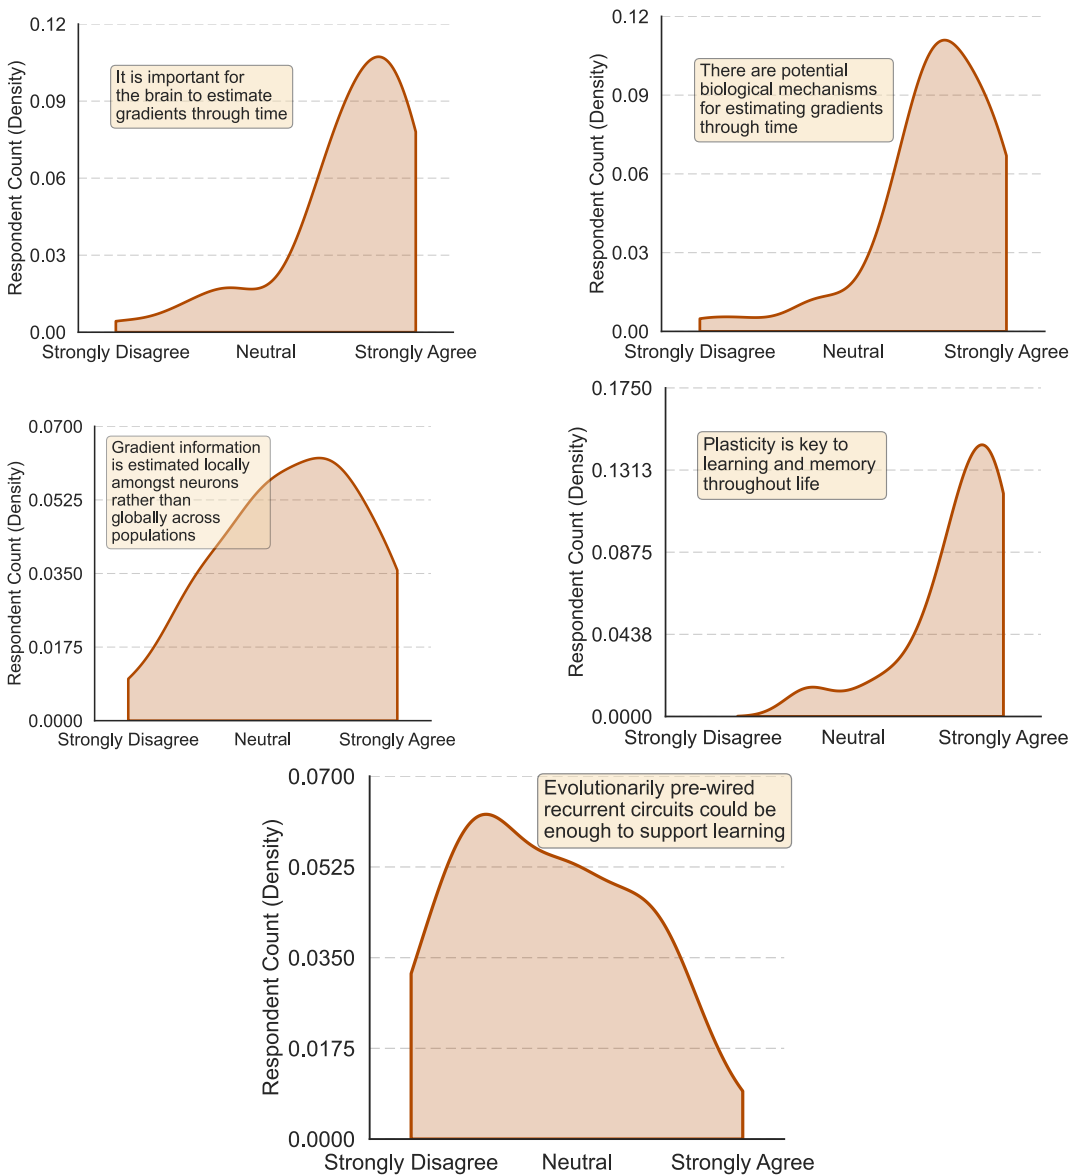 0.12
0.09
0.06
0.03
0.00
Respondent Count (Density)
It is important for
the brain to estimate
gradients through time
Strongly Disagree
Neutral
Strongly Agree
0.12
0.09
0.06
0.03
0.00
Respondent Count (Density)
There are potential
biological mechanisms
for estimating gradients
through time
Strongly Disagree
Neutral
Strongly Agree
0.0700
0.0525
0.0350
0.0175
0.0000
Respondent Count (Density)
Gradient information
is estimated locally
amongst neurons
rather than
globally across
populations
Strongly Disagree
Neutral
Strongly Agree
0.1750
0.1313
0.0875
0.0438
0.0000
Respondent Count (Density)
Plasticity is key to
learning and memory
throughout life
Strongly Disagree
Neutral
Strongly Agree
0.0700
0.0525
0.0350
0.0175
0.0000
Respondent Count (Density)
Evolutionarily pre-wired
recurrent circuits could be
enough to support learning
Strongly Disagree
Neutral
Strongly Agree